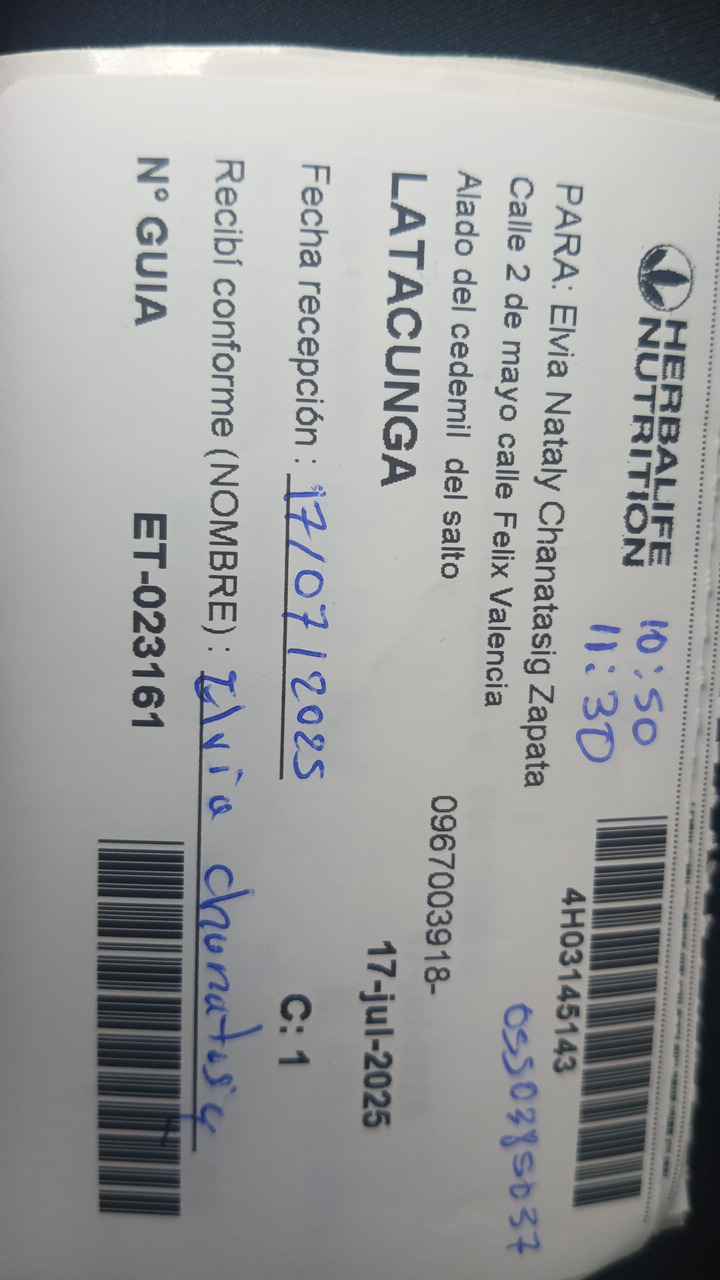 HERBALIFE
NUTRITION
10:50
11:30
4H03145143
PARA: Elvia Nataly Chanatasig Zapata
0550385037
Calle 2 de mayo calle Felix Valencia
Alado del cedemil del salto
0967003918-
LATACUNGA
17-jul-2025
Fecha recepción : 17/07/2025
C: 1
Recibí conforme (NOMBRE) : Elvia chanatasig
N° GUIA ET-023161